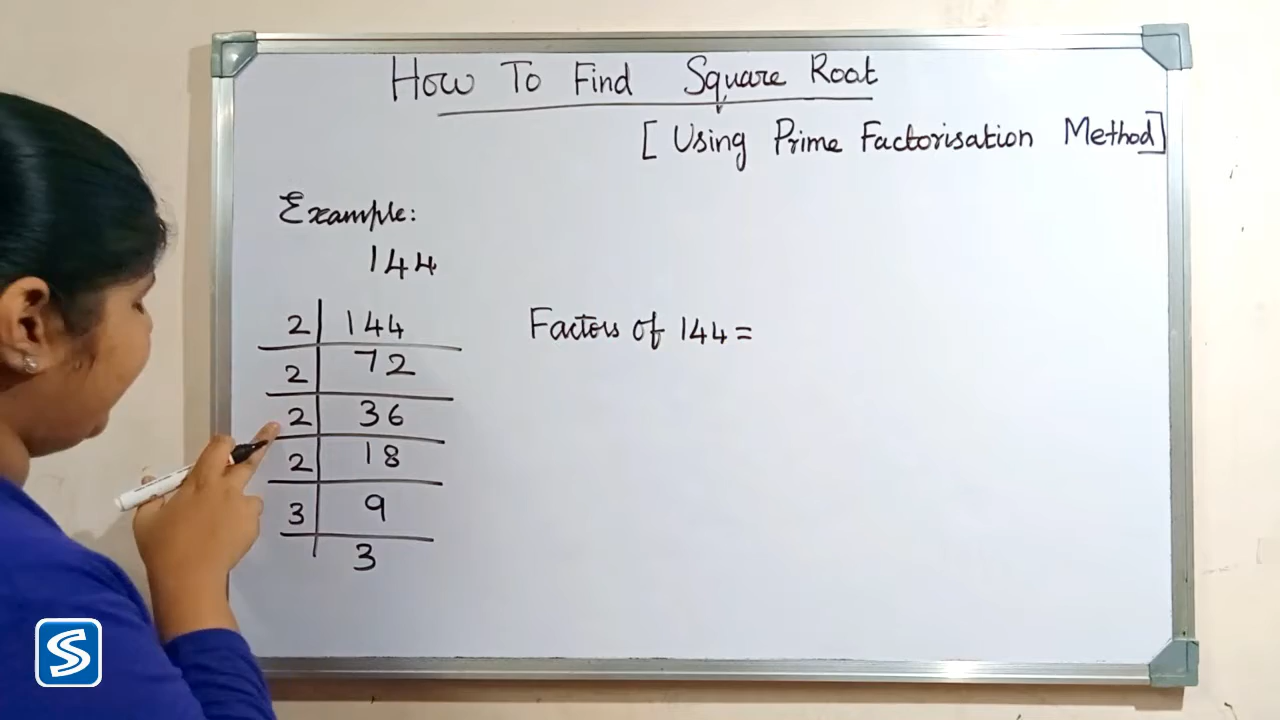 How To Find Square Root
[Using Prime Factorisation Method]
Example:
144
2 144
2 72
2 36
2 18
3 9
3
Factors of 144 =
S